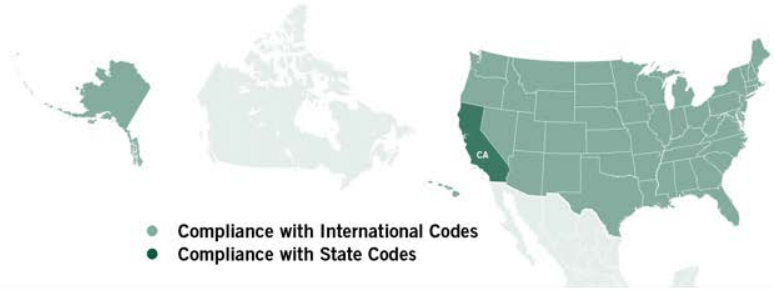 CA
Compliance with International Codes
Compliance with State Codes